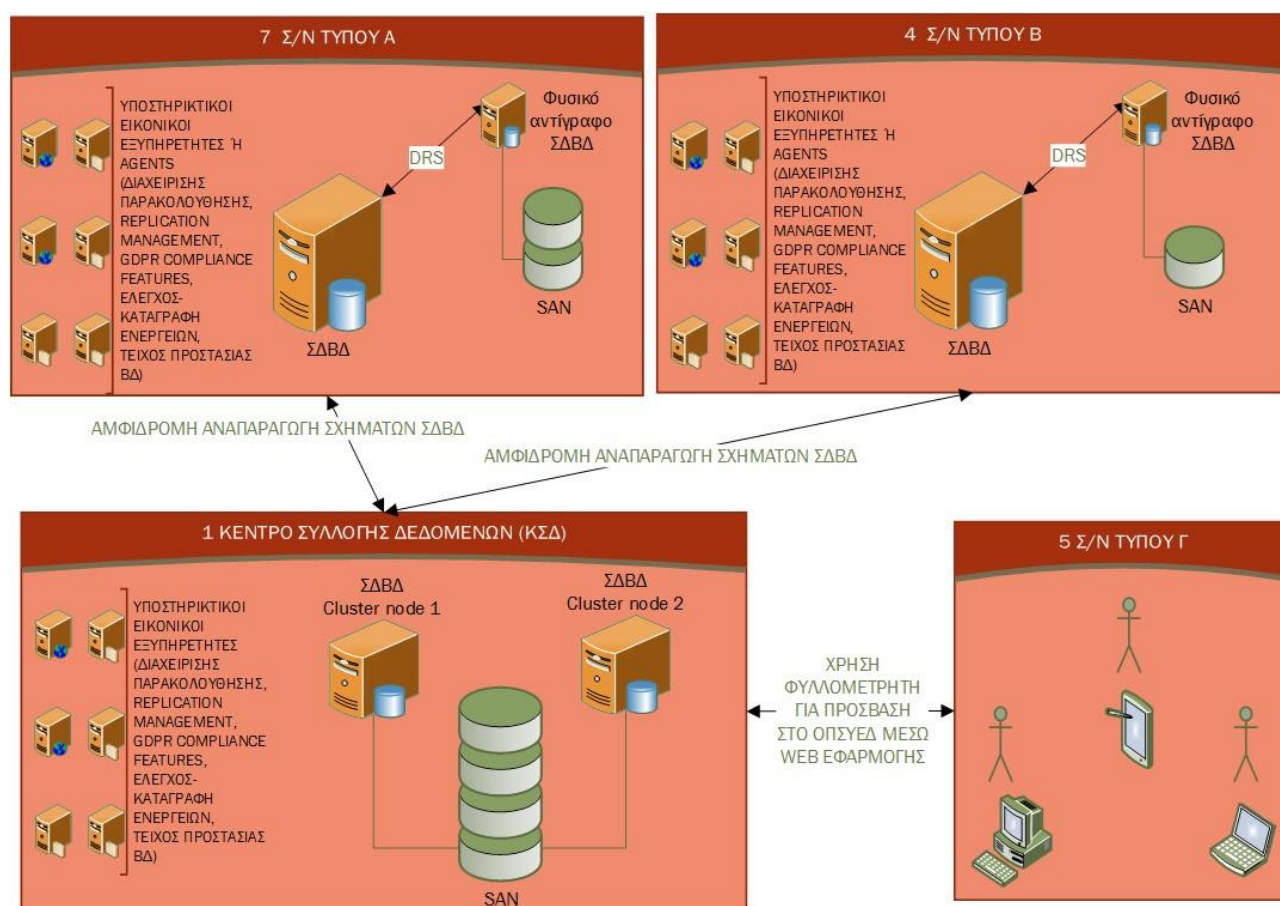 7 Σ/Ν ΤΥΠΟΥ Α
ΥΠΟΣΤΗΡΙΚΤΙΚΟΙ
ΕΙΚΟΝΙΚΟΙ
ΕΞΥΠΗΡΕΤΗΤΕΣ Ή
AGENTS
(ΔΙΑΧΕΙΡΙΣΗΣ
ΠΑΡΑΚΟΛΟΥΘΗΣΗΣ,
REPLICATION
MANAGEMENT,
GDPR COMPLIANCE
FEATURES,
ΕΛΕΓΧΟΣ-
ΚΑΤΑΓΡΑΦΗ
ΕΝΕΡΓΕΙΩΝ,
ΤΕΙΧΟΣ ΠΡΟΣΤΑΣΙΑΣ
ΒΔ)
DRS
Φυσικό
αντίγραφο
ΣΔΒΔ
SAN
ΣΔΒΔ
4 Σ/Ν ΤΥΠΟΥ Β
ΥΠΟΣΤΗΡΙΚΤΙΚΟΙ
ΕΙΚΟΝΙΚΟΙ
ΕΞΥΠΗΡΕΤΗΤΕΣ Ή
AGENTS
(ΔΙΑΧΕΙΡΙΣΗΣ
ΠΑΡΑΚΟΛΟΥΘΗΣΗΣ,
REPLICATION
MANAGEMENT,
GDPR COMPLIANCE
FEATURES,
ΕΛΕΓΧΟΣ-
ΚΑΤΑΓΡΑΦΗ
ΕΝΕΡΓΕΙΩΝ,
ΤΕΙΧΟΣ ΠΡΟΣΤΑΣΙΑΣ
ΒΔ)
DRS
Φυσικό
αντίγραφο
ΣΔΒΔ
SAN
ΣΔΒΔ
ΑΜΦΙΔΡΟΜΗ ΑΝΑΠΑΡΑΓΩΓΗ ΣΧΗΜΑΤΩΝ ΣΔΒΔ
ΑΜΦΙΔΡΟΜΗ ΑΝΑΠΑΡΑΓΩΓΗ ΣΧΗΜΑΤΩΝ ΣΔΒΔ
1 ΚΕΝΤΡΟ ΣΥΛΛΟΓΗΣ ΔΕΔΟΜΕΝΩΝ (ΚΣΔ)
ΥΠΟΣΤΗΡΙΚΤΙΚΟΙ
ΕΙΚΟΝΙΚΟΙ
ΕΞΥΠΗΡΕΤΗΤΕΣ
(ΔΙΑΧΕΙΡΙΣΗΣ
ΠΑΡΑΚΟΛΟΥΘΗΣΗΣ,
REPLICATION
MANAGEMENT,
GDPR COMPLIANCE
FEATURES,
ΕΛΕΓΧΟΣ-
ΚΑΤΑΓΡΑΦΗ
ΕΝΕΡΓΕΙΩΝ,
ΤΕΙΧΟΣ ΠΡΟΣΤΑΣΙΑΣ
ΒΔ)
ΣΔΒΔ
Cluster node 1
ΣΔΒΔ
Cluster node 2
SAN
ΧΡΗΣΗ
ΦΥΛΛΟΜΕΤΡΗΤΗ
ΓΙΑ ΠΡΟΣΒΑΣΗ
ΣΤΟ ΟΠΣΥΕΔ ΜΕΣΩ
WEB ΕΦΑΡΜΟΓΗΣ
5 Σ/Ν ΤΥΠΟΥ Γ